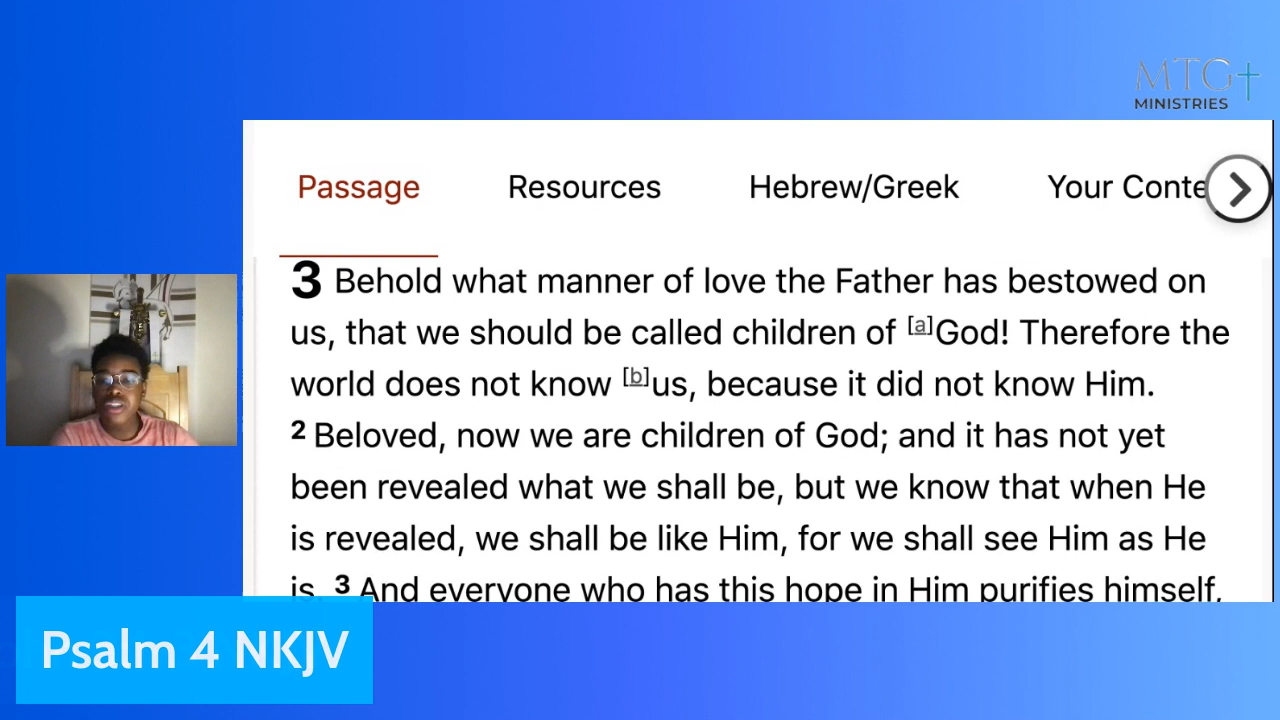 MTG
MINISTRIES
Passage Resources Hebrew/Greek Your Conte
3 Behold what manner of love the Father has bestowed on
us, that we should be called children of [a]God! Therefore the
world does not know [b]us, because it did not know Him.
2 Beloved, now we are children of God; and it has not yet
been revealed what we shall be, but we know that when He
is revealed, we shall be like Him, for we shall see Him as He
is. 3 And everyone who has this hope in Him purifies himself,
Psalm 4 NKJV